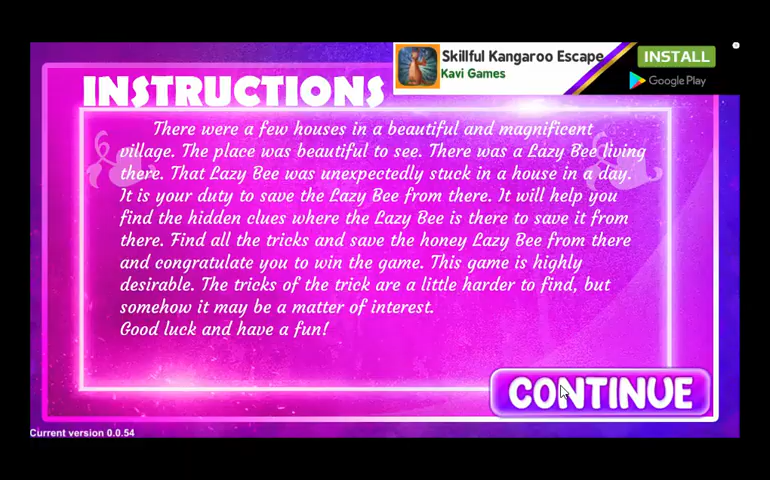 Skillful Kangaroo Escape
Kavi Games
INSTALL
Google Play
INSTRUCTIONS
There were a few houses in a beautiful and magnificent
village. The place was beautiful to see. There was a Lazy Bee living
there. That Lazy Bee was unexpectedly stuck in a house in a day.
It is your duty to save the Lazy Bee from there. It will help you
find the hidden clues where the Lazy Bee is there to save it from
there. Find all the tricks and save the honey Lazy Bee from there
and congratulate you to win the game. This game is highly
desirable. The tricks of the trick are a little harder to find, but
somehow it may be a matter of interest.
Good luck and have a fun!
CONTINUE
Current version 0.0.54